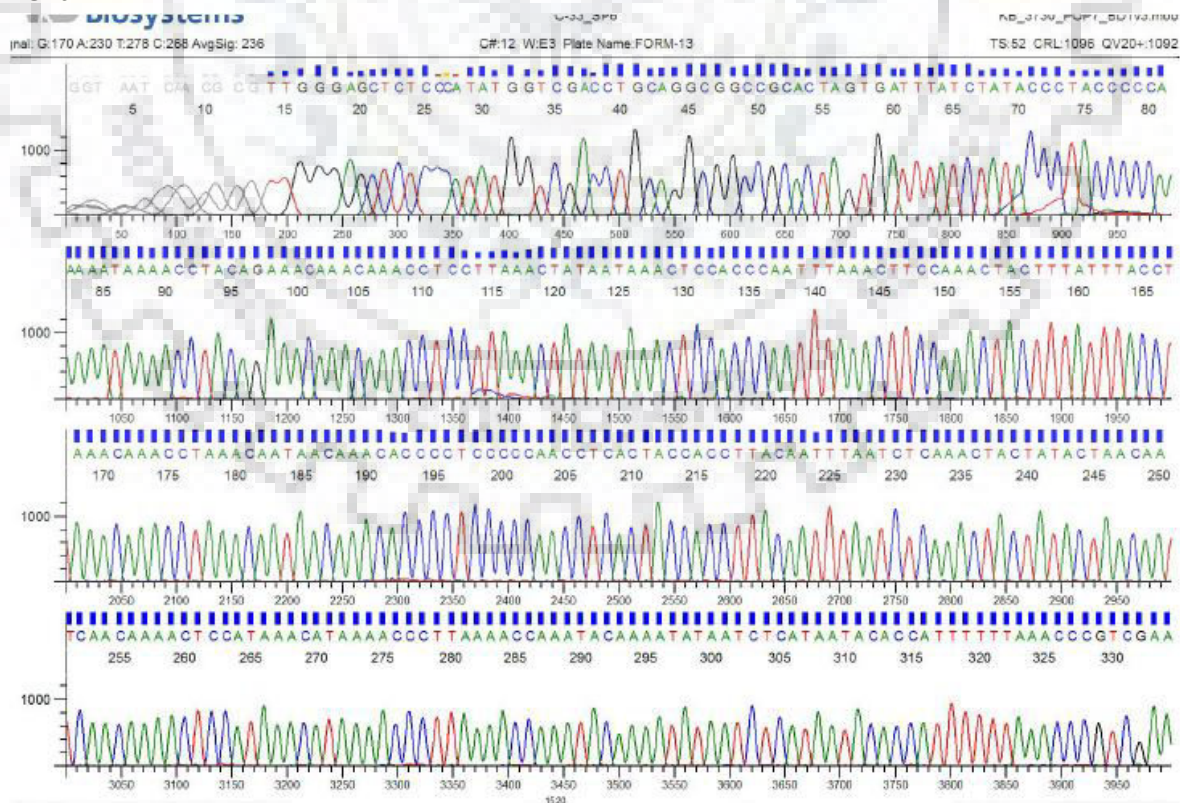 Biosystems
C-33_SP6
G:170 A:230 T:278 C:268 AvgSig: 236
C#:12 W:E3 Plate Name:FORM-13
TS:52 CRL:1096 QV20+:1092
GGT AAT CAA CG CGTTGGGAGCTCTCCCATATGGTCGACCTGCAGGCGGCCGCACTAGTGATTTATCTATACCCTACCCCCA
5 10 15 20 25 30 35 40 45 50 55 60 65 70 75 80
1000
50 100 150 200 250 300 350 400 450 500 550 600 650 700 750 800 850 900 950
AAAATAAAACCTACAGAAACAAACAAACCTCCTTAAACTATAATAAACTCCACCCAATTTAAACTTCCAAACTACTTTATTTACCT
85 90 95 100 105 110 115 120 125 130 135 140 145 150 155 160 165
1000
1050 1100 1150 1200 1250 1300 1350 1400 1450 1500 1550 1600 1650 1700 1750 1800 1850 1900 1950
AAACAAACCTAAACAATAACAAACACCCCTCCCCCAACCTCACTACCACCTTACAATTTAATCTCAAACTACTATACTAACAA
170 175 180 185 190 195 200 205 210 215 220 225 230 235 240 245 250
1000
2050 2100 2150 2200 2250 2300 2350 2400 2450 2500 2550 2600 2650 2700 2750 2800 2850 2900 2950
TCAACAAAACTCCATAAACATAAAACCCTTAAAACCAAATACAAAATATAATCTCATAATACACCATTTTTTAAACCCGTCGAA
255 260 265 270 275 280 285 290 295 300 305 310 315 320 325 330
1000
3050 3100 3150 3200 3250 3300 3350 3400 3450 3500 3550 3600 3650 3700 3750 3800 3850 3900 3950